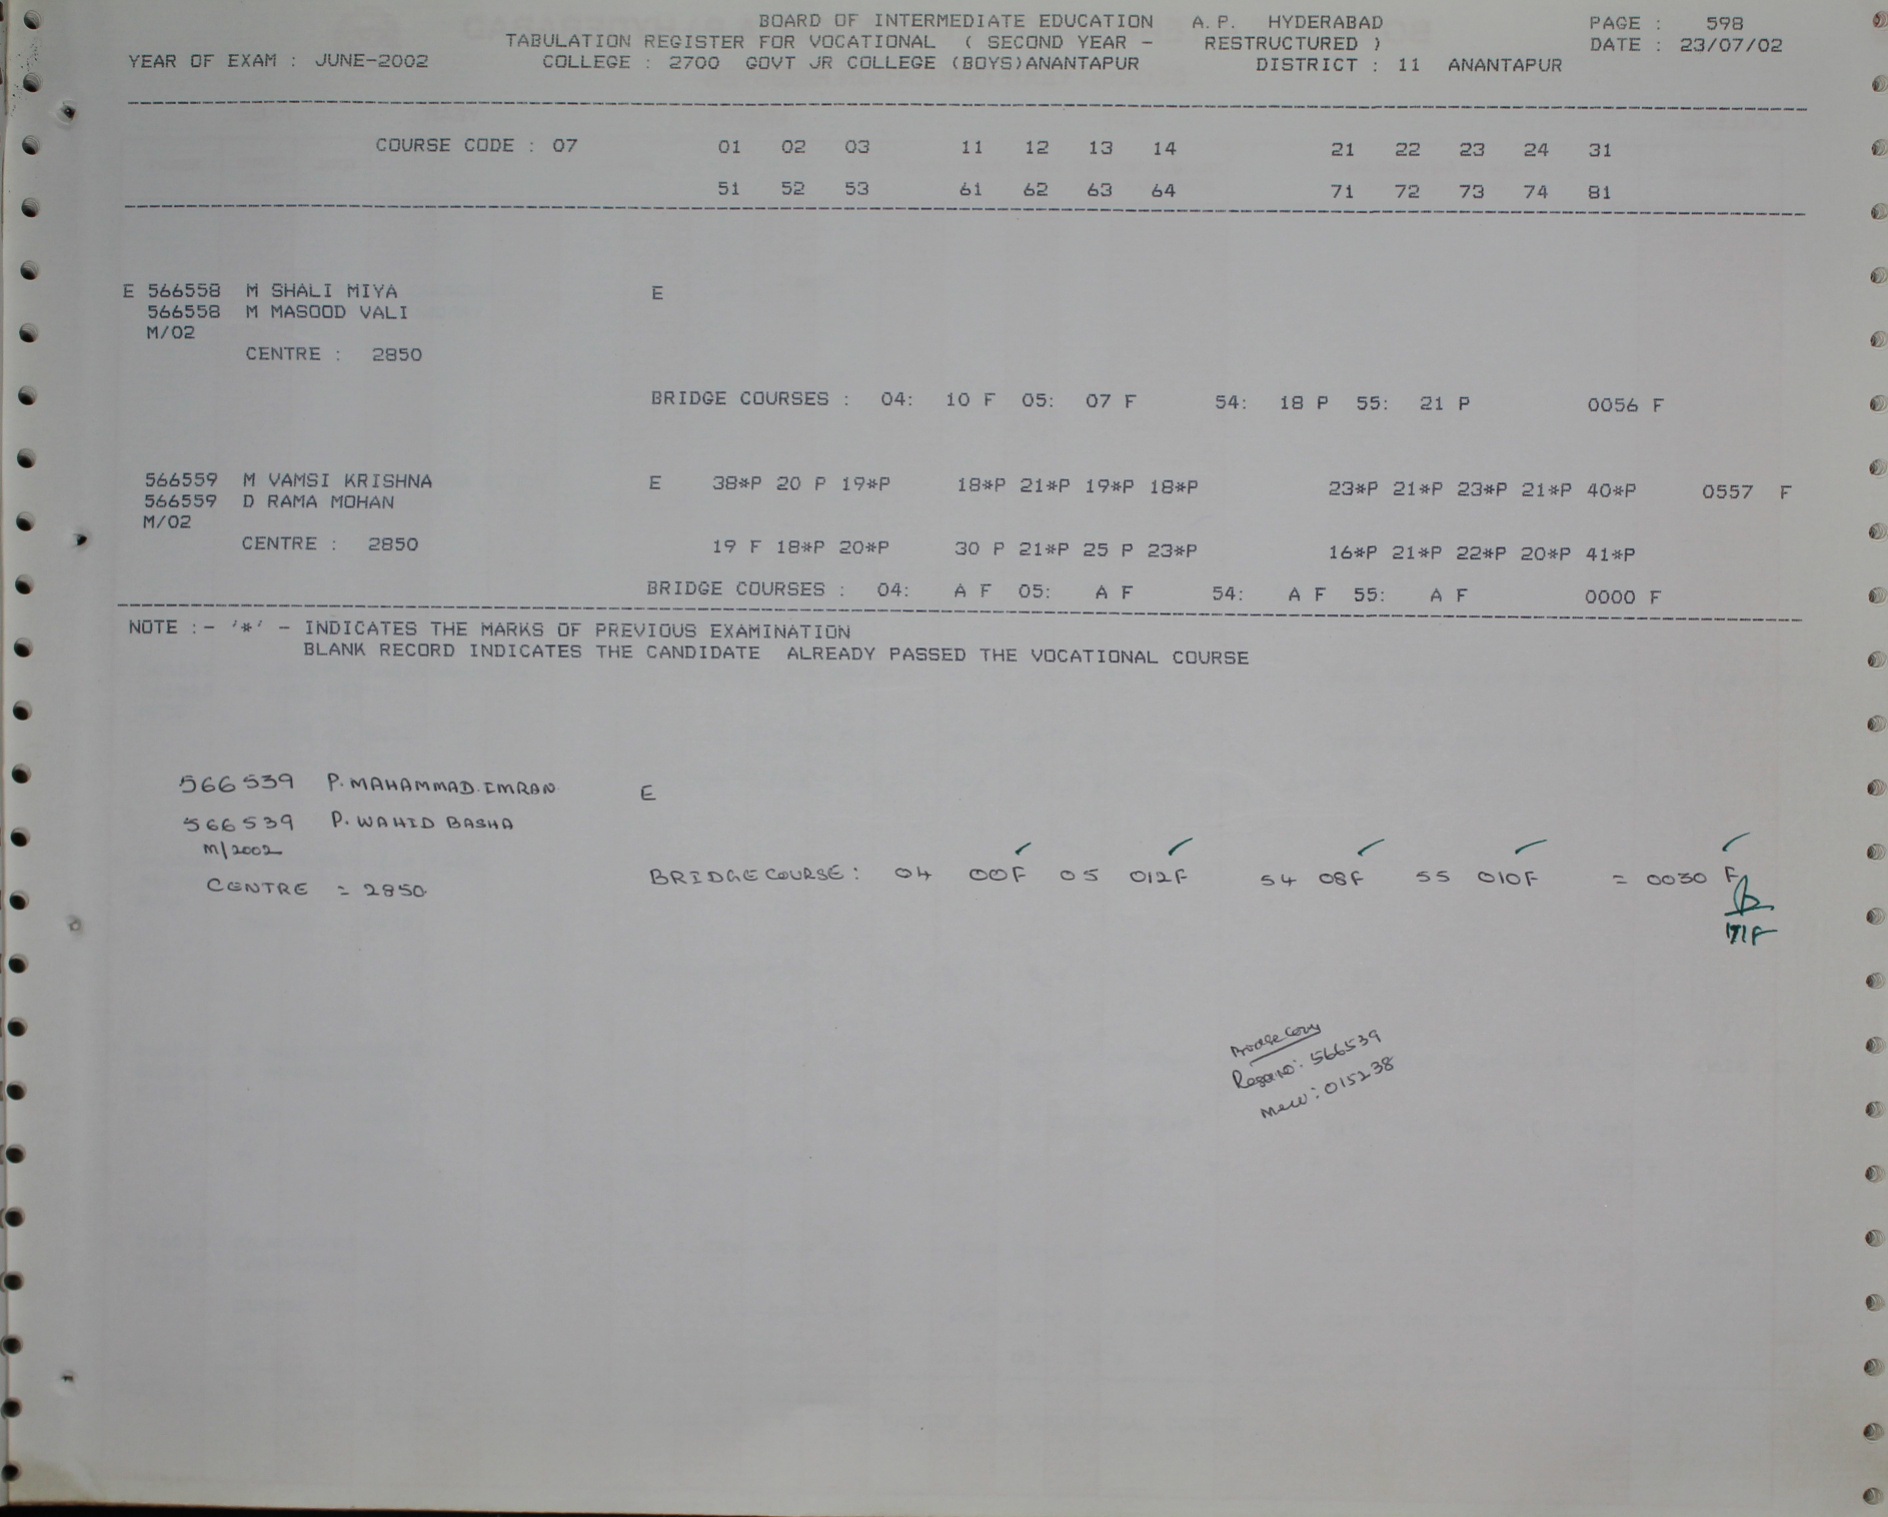 BOARD OF INTERMEDIATE EDUCATION A.P. HYDERABAD PAGE : 598
TABULATION REGISTER FOR VOCATIONAL ( SECOND YEAR - RESTRUCTURED ) DATE : 23/07/02
YEAR OF EXAM : JUNE-2002 COLLEGE : 2700 GOVT JR COLLEGE (BOYS)ANANTAPUR DISTRICT : 11 ANANTAPUR
COURSE CODE : 07 01 02 03 11 12 13 14 21 22 23 24 31
51 52 53 61 62 63 64 71 72 73 74 81
E 566558 M SHALI MIYA E
566558 M MASOOD VALI
M/02
CENTRE : 2850
BRIDGE COURSES : 04: 10 F 05: 07 F 54: 18 P 55: 21 P 0056 F
566559 M VAMSI KRISHNA E 38*P 20 P 19*P 18*P 21*P 19*P 18*P 23*P 21*P 23*P 21*P 40*P 0557 F
566559 D RAMA MOHAN
M/02
CENTRE : 2850 19 F 18*P 20*P 30 P 21*P 25 P 23*P 16*P 21*P 22*P 20*P 41*P
BRIDGE COURSES : 04: A F 05: A F 54: A F 55: A F 0000 F
NOTE :- '*' - INDICATES THE MARKS OF PREVIOUS EXAMINATION
BLANK RECORD INDICATES THE CANDIDATE ALREADY PASSED THE VOCATIONAL COURSE
566539 P. MAHAMMAD. IMRAN E
566539 P. WAHID BASHA
M/2002
CENTRE = 2850
BRIDGE COURSE : 04 00F 05 012F 54 08F 55 010F = 0030 F
566539
015238